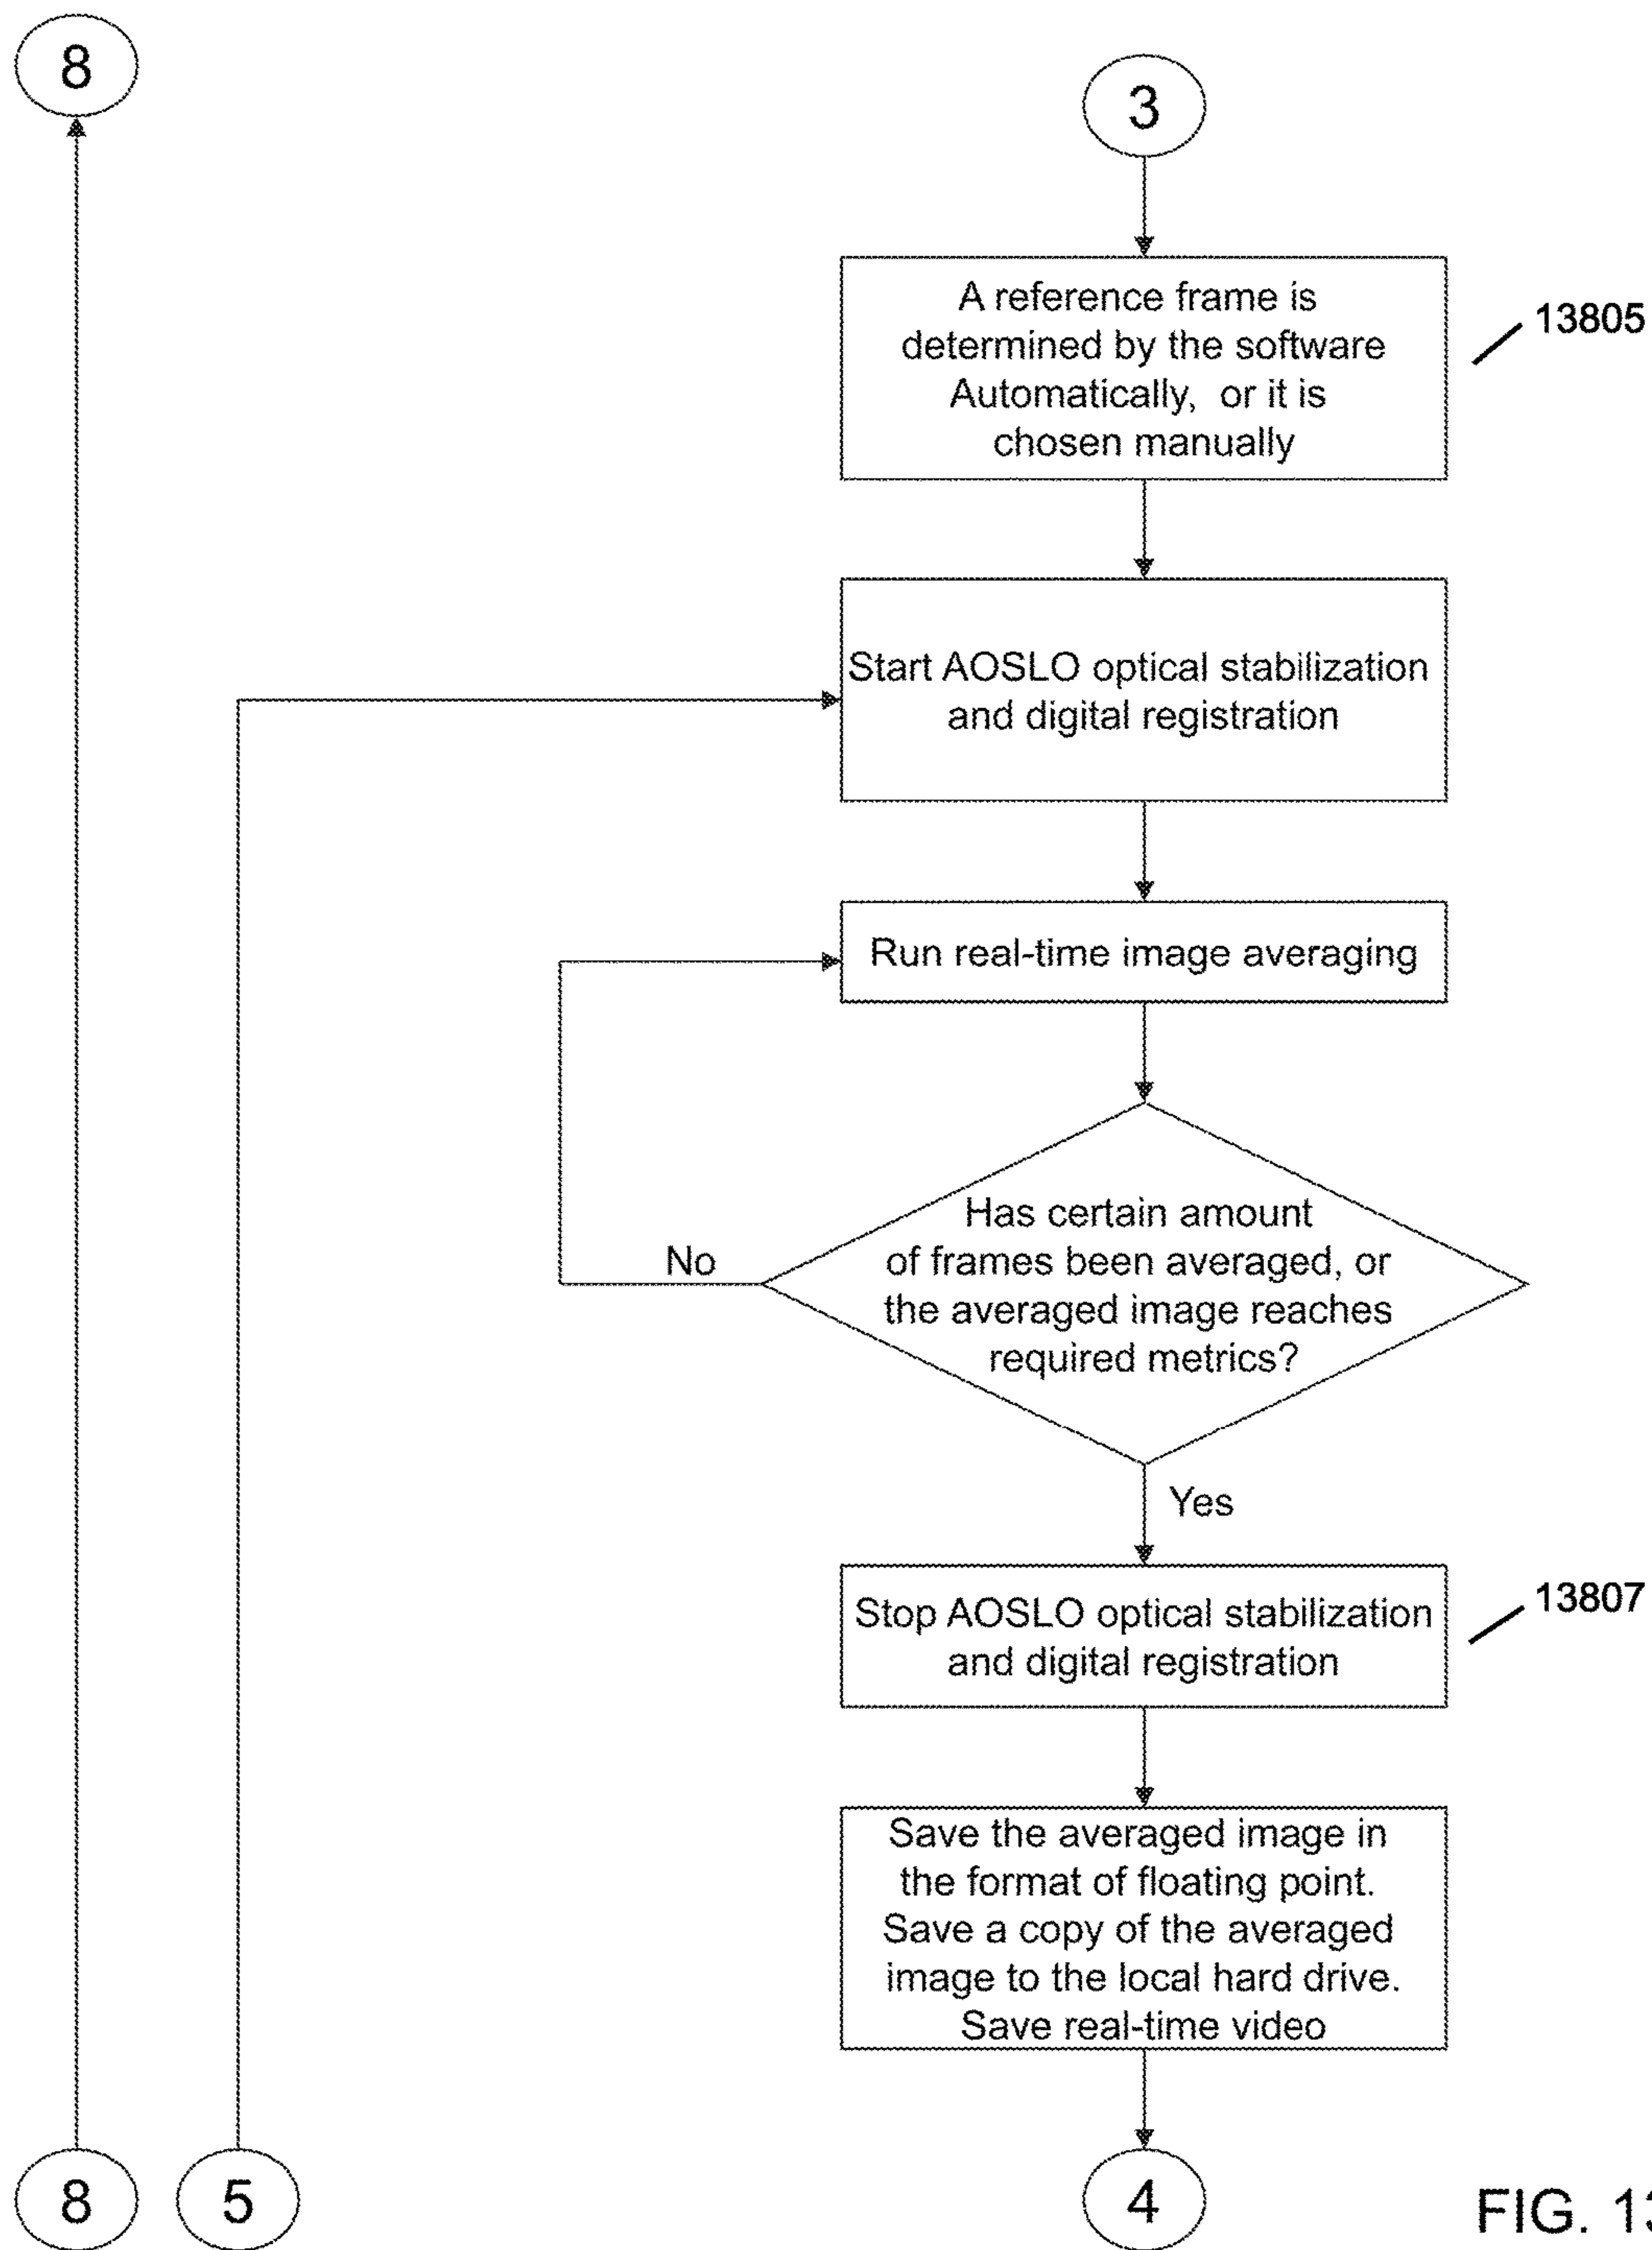 8
3
A reference frame is
determined by the software
Automatically, or it is
chosen manually
13805
Start AOSLO optical stabilization
and digital registration
Run real-time image averaging
Has certain amount
of frames been averaged, or
the averaged image reaches
required metrics?
No
Yes
Stop AOSLO optical stabilization
and digital registration
13807
Save the averaged image in
the format of floating point.
Save a copy of the averaged
image to the local hard drive.
Save real-time video
8
5
4
FIG.